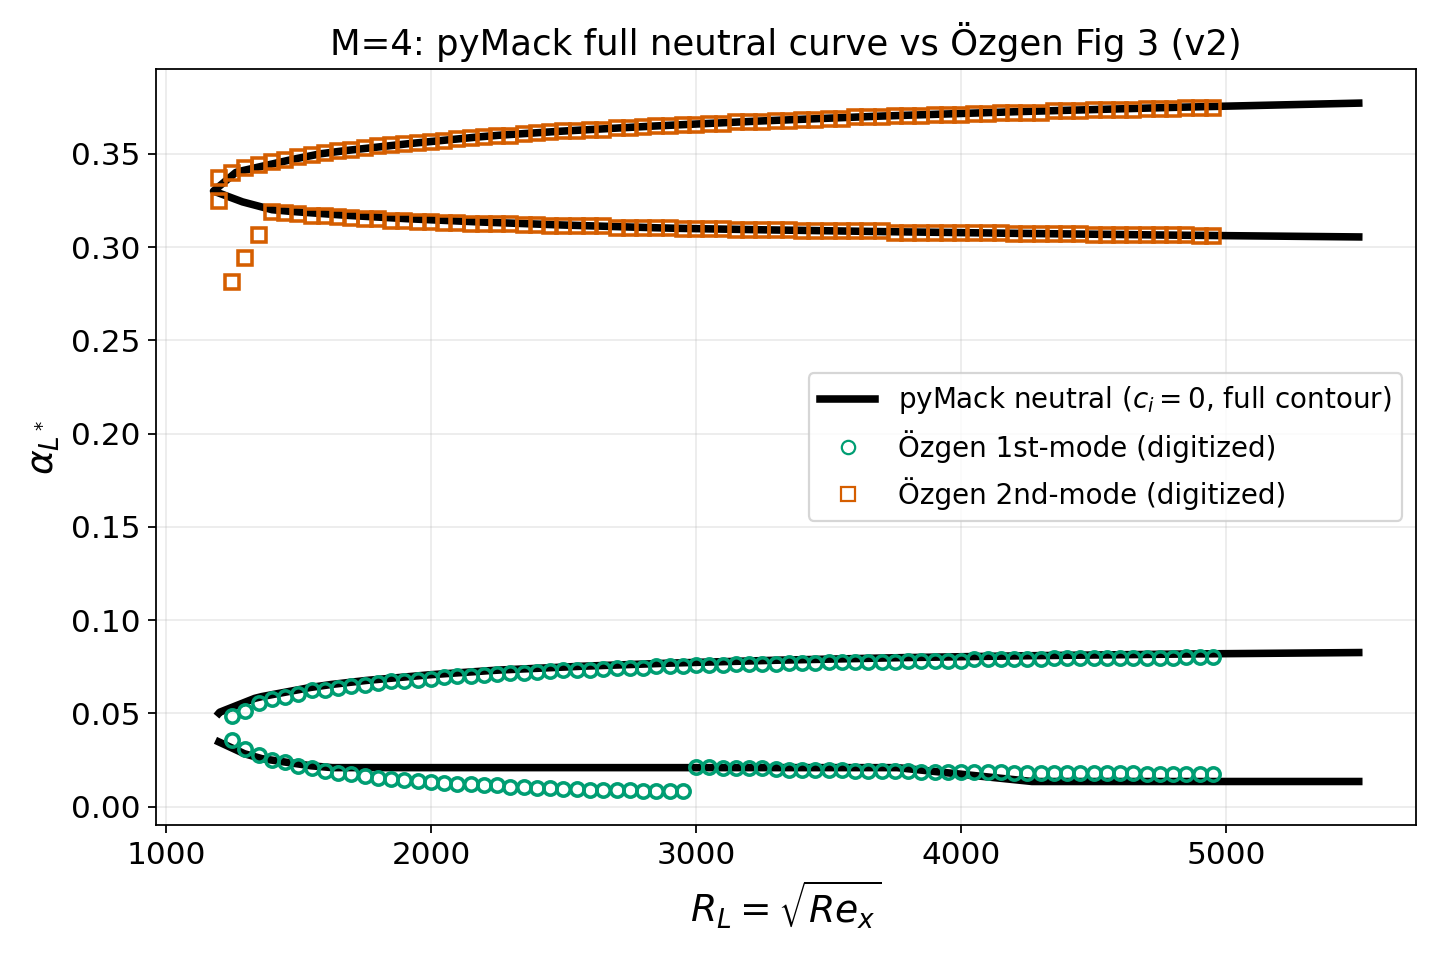 M=4: pyMack full neutral curve vs Özgen Fig 3 (v2)
0.35
0.30
0.25
0.20
0.15
0.10
0.05
0.00
α_{L*}
pyMack neutral (c_i = 0, full contour)
Özgen 1st-mode (digitized)
Özgen 2nd-mode (digitized)
1000 2000 3000 4000 5000
R_L = √Re_x